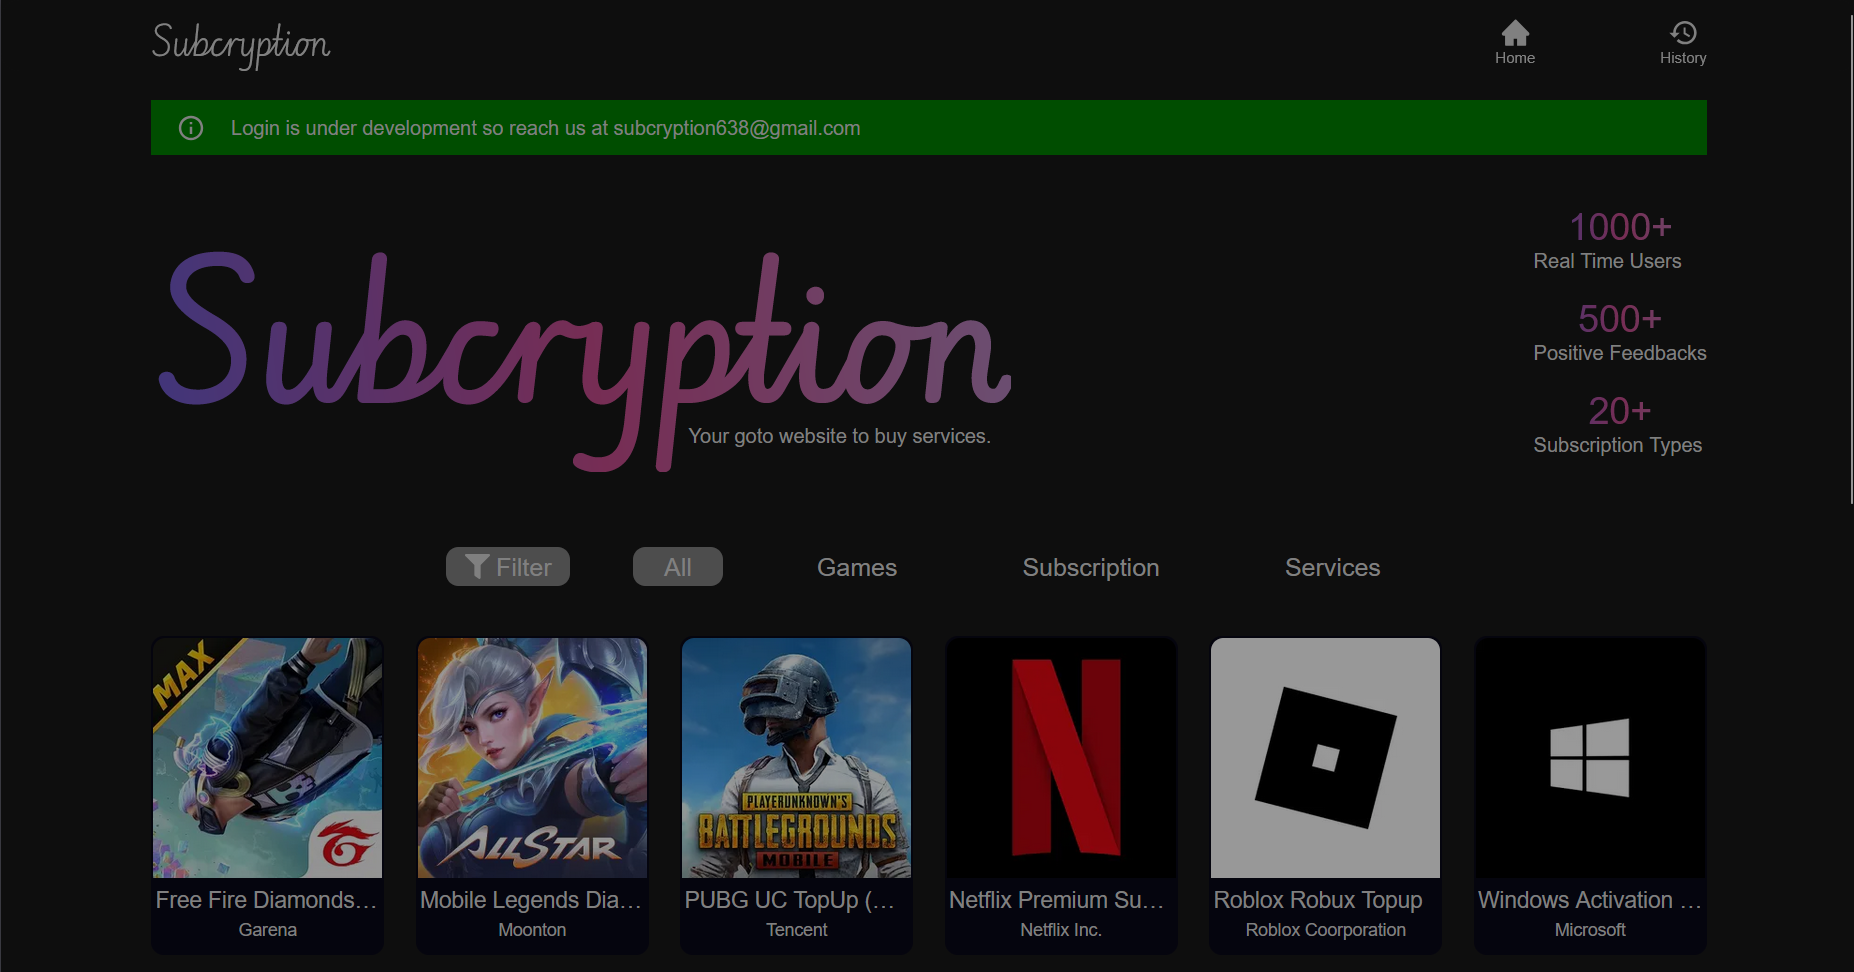 Subcryption
Home
History
Login is under development so reach us at subcryption638@gmail.com
1000+
Real Time Users
500+
Positive Feedbacks
20+
Subscription Types
Subcryption
Your goto website to buy services.
Filter
All
Games
Subscription
Services
MAX
ALLSTAR
PLAYERUNKNOWN'S
BATTLEGROUNDS
MOBILE
N
Free Fire Diamonds...
Garena
Mobile Legends Dia...
Moonton
PUBG UC TopUp (...
Tencent
Netflix Premium Su...
Netflix Inc.
Roblox Robux Topup
Roblox Coorporation
Windows Activation ...
Microsoft